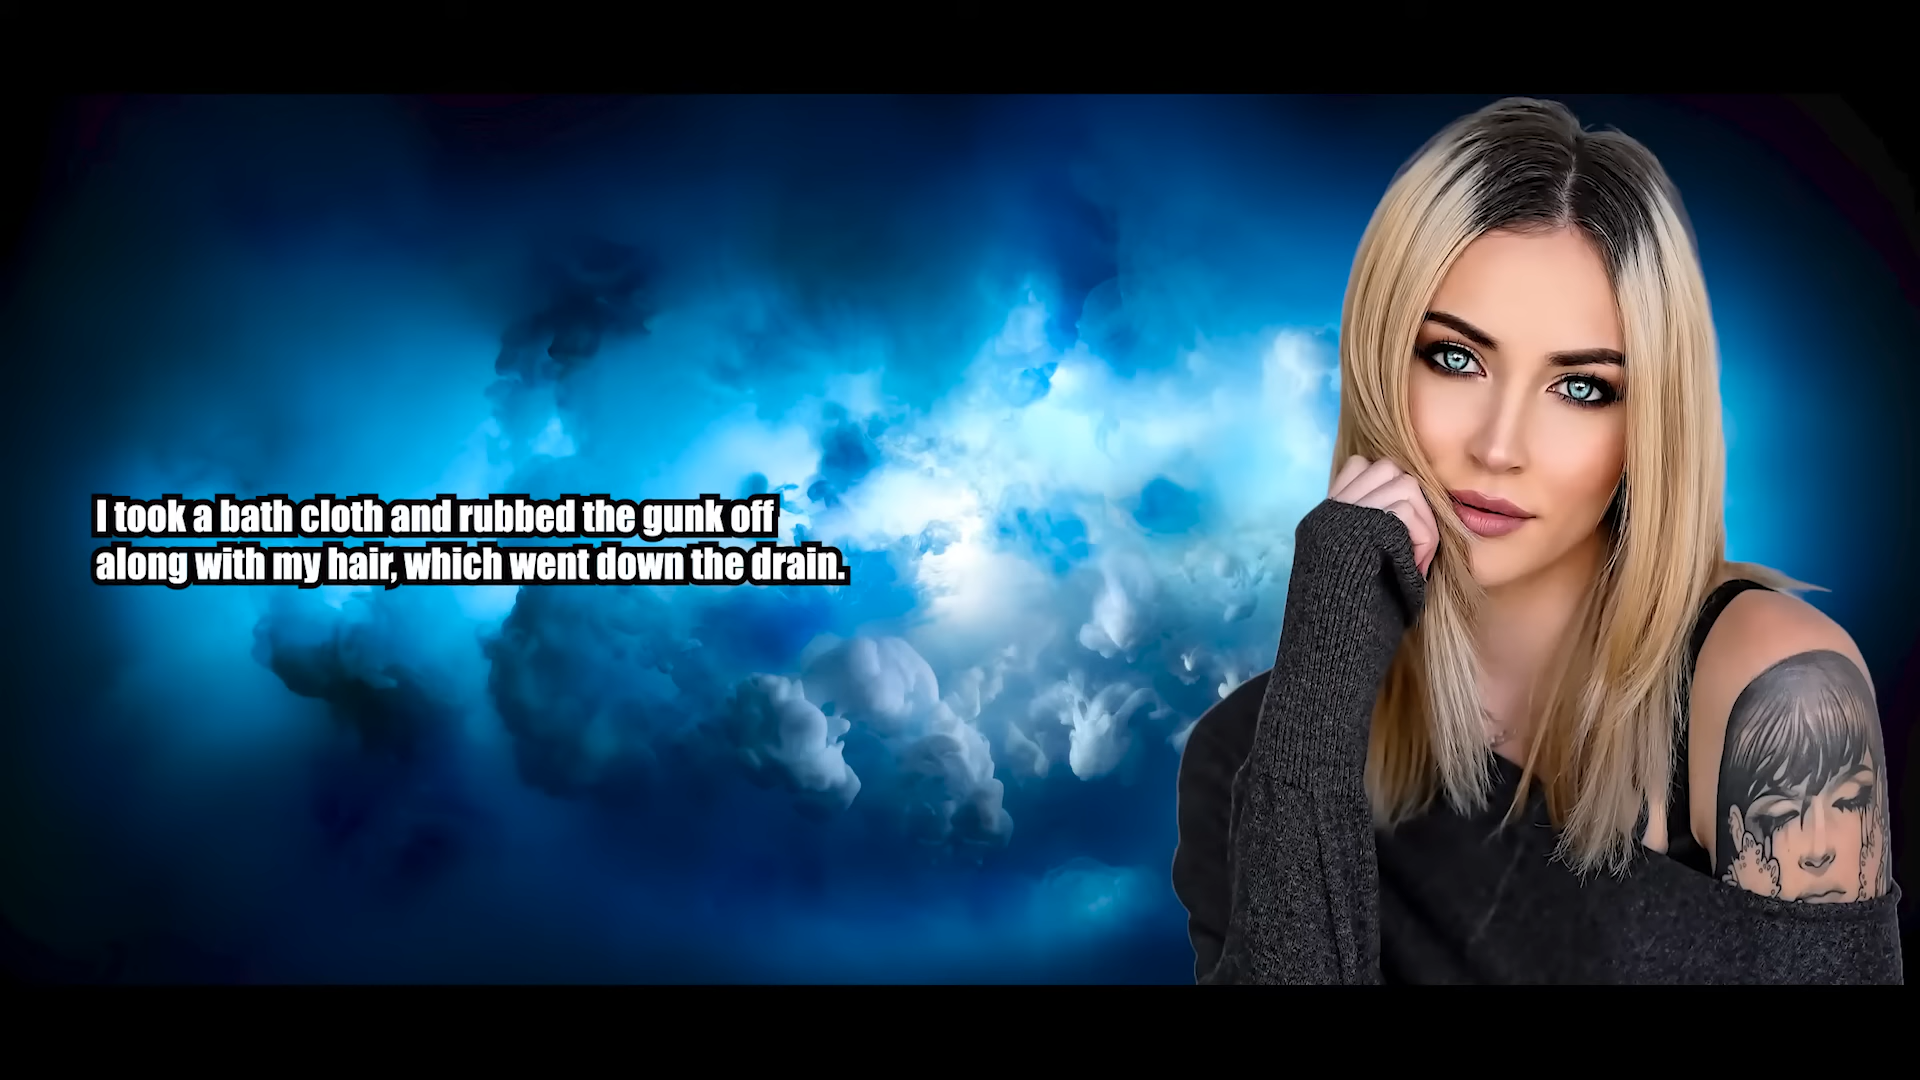 I took a bath cloth and rubbed the gunk off
along with my hair, which went down the drain.